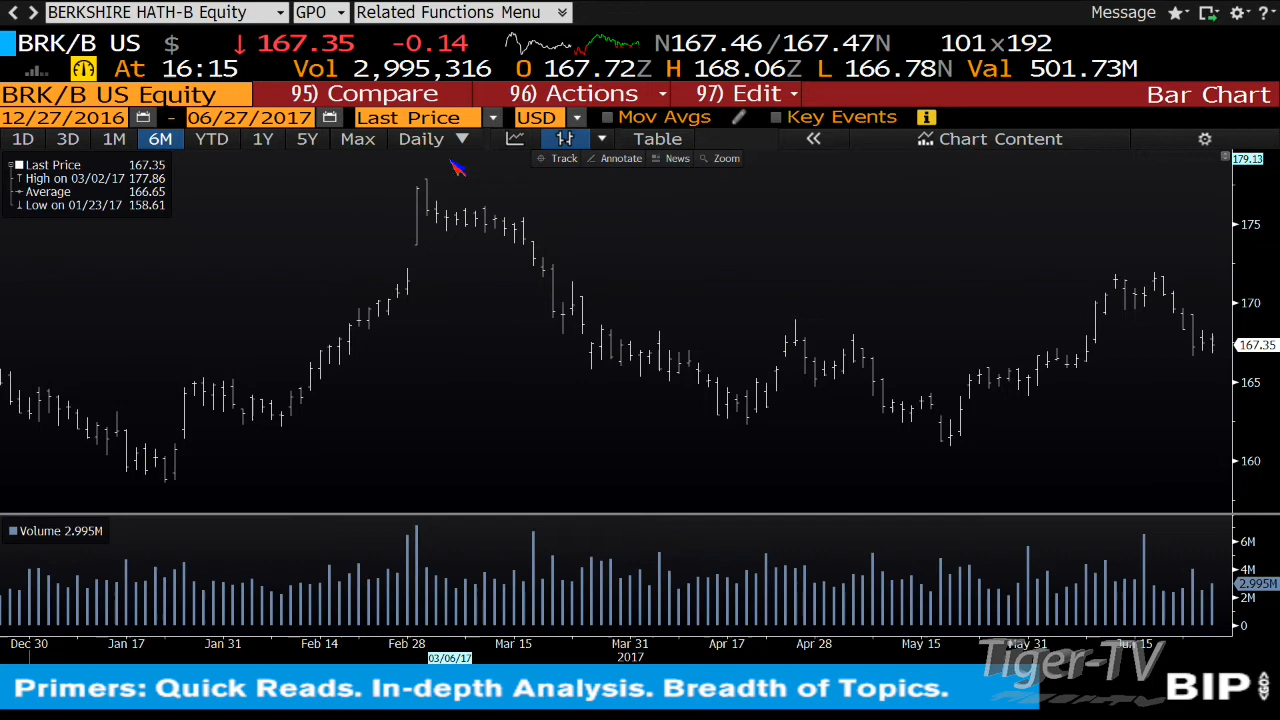 BERKSHIRE HATH-B Equity GPO Related Functions Menu Message ?
BRK/B US $ ↓ 167.35 -0.14 N167.46 / 167.47N 101 x 192
At 16:15 Vol 2,995,316 O 167.72Z H 168.06Z L 166.78N Val 501.73M
BRK/B US Equity 95) Compare 96) Actions 97) Edit Bar Chart
12/27/2016 - 06/27/2017 Last Price USD Mov Avgs Key Events
1D 3D 1M 6M YTD 1Y 5Y Max Daily ▼ Table « Chart Content
Track Annotate News Zoom
Last Price 167.35
High on 03/02/17 177.86
Average 166.65
Low on 01/23/17 158.61
179.13
175
170
167.35
165
160
Volume 2.995M
6M
4M
2.995M
2M
0
Dec 30 Jan 17 Jan 31 Feb 14 Feb 28 Mar 15 Mar 31 Apr 17 Apr 28 May 15 May 31 Jun 15
03/06/17 2017
Tiger-TV
Primers: Quick Reads. In-depth Analysis. Breadth of Topics.
BIP